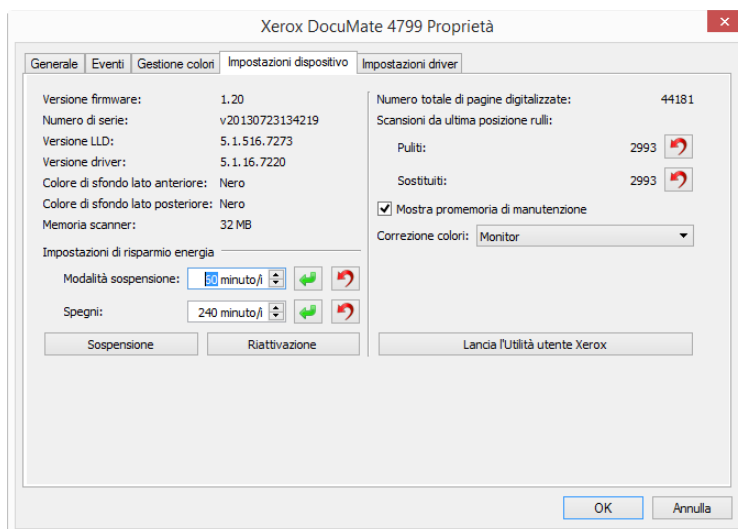 Xerox DocuMate 4799 Proprietà
Generale Eventi Gestione colori Impostazioni dispositivo Impostazioni driver
Versione firmware: 1.20
Numero di serie: v20130723134219
Versione LLD: 5.1.516.7273
Versione driver: 5.1.16.7220
Colore di sfondo lato anteriore: Nero
Colore di sfondo lato posteriore: Nero
Memoria scanner: 32 MB
Impostazioni di risparmio energia
Modalità sospensione: 50 minuto/i
Spegni: 240 minuto/i
Sospensione Riattivazione
Numero totale di pagine digitalizzate: 44181
Scansioni da ultima posizione rulli:
Puliti: 2993
Sostituiti: 2993
Mostra promemoria di manutenzione
Correzione colori: Monitor
Lancia l'Utilità utente Xerox
OK Annulla